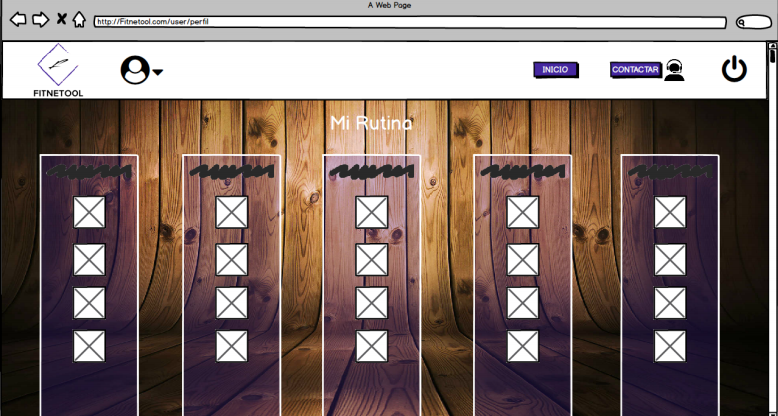 A Web Page
http://Fitnetool.com/user/perfil
FITNETOOL
INICIO
CONTACTAR
Mi Rutina